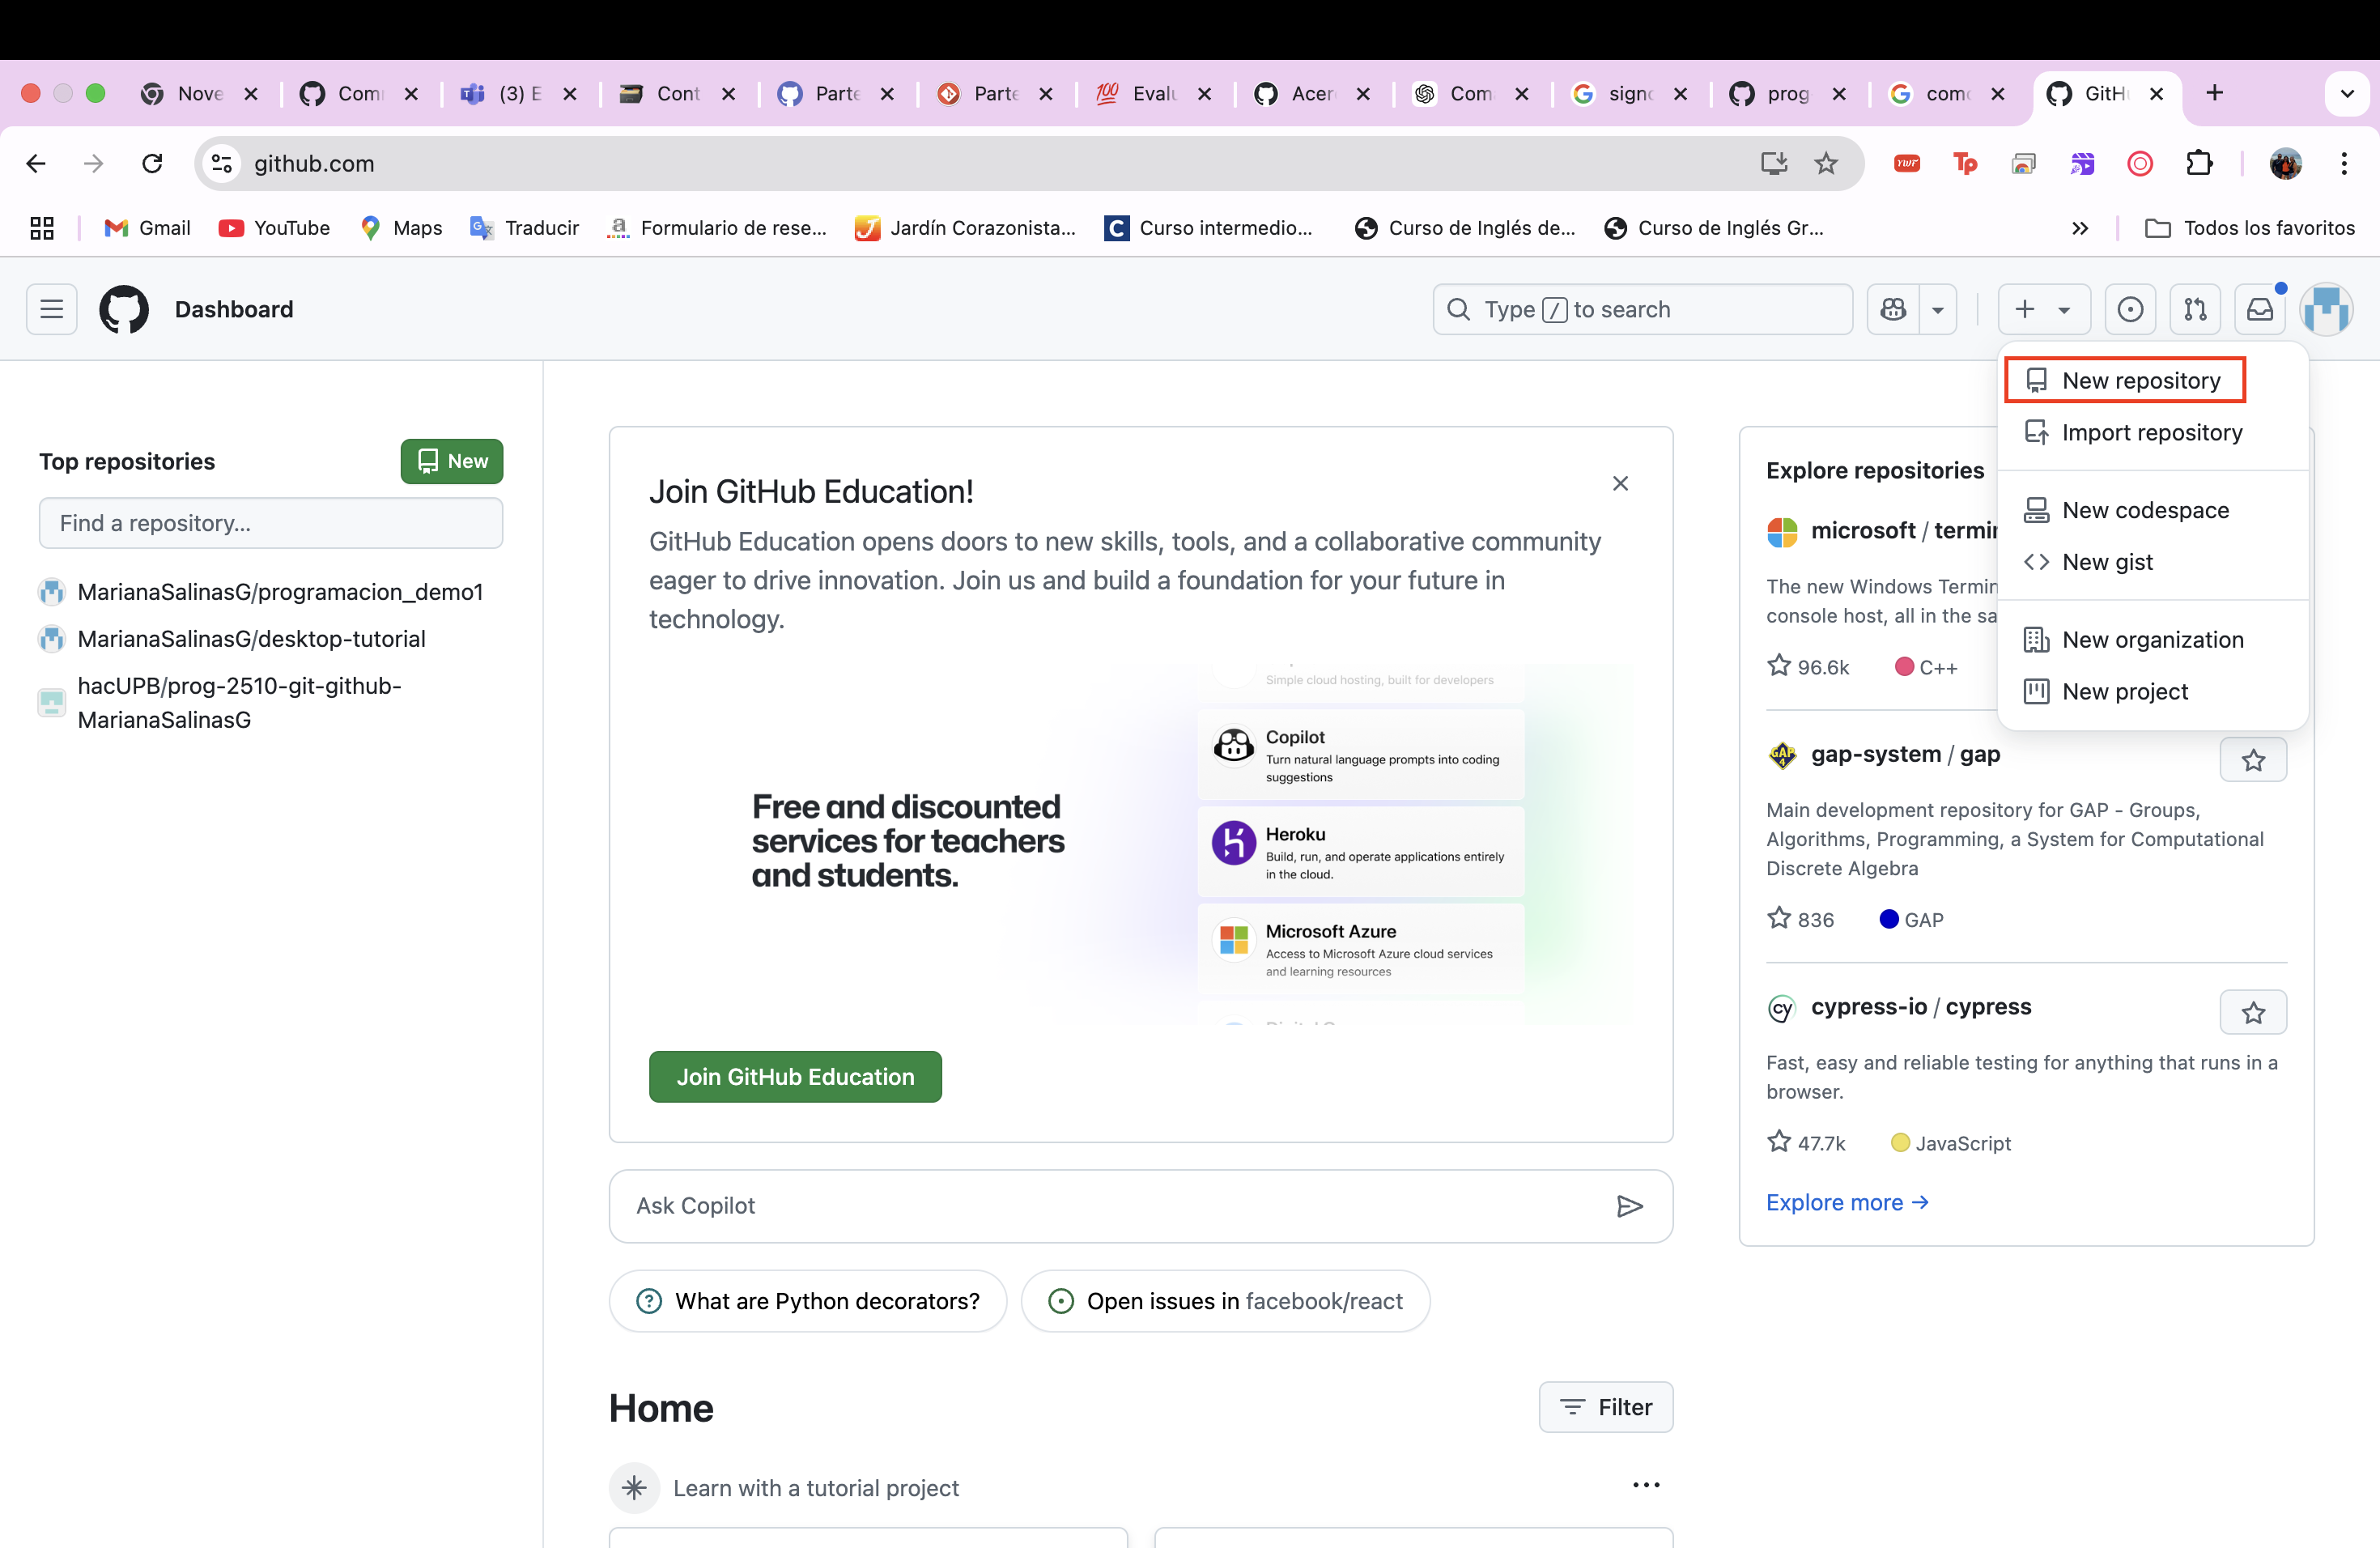 Nove
Com
(3) E
Cont
Parte
Parte
100
Evalu
Acer
Com
sign
prog
com
GitH
github.com
Gmail
YouTube
Maps
Traducir
Formulario de rese...
Jardín Corazonista...
Curso intermedio...
Curso de Inglés de...
Curso de Inglés Gr...
Todos los favoritos
Dashboard
Type / to search
New repository
Import repository
New codespace
New gist
New organization
New project
Top repositories
New
Find a repository...
MarianaSalinasG/programacion_demo1
MarianaSalinasG/desktop-tutorial
hacUPB/prog-2510-git-github-
MarianaSalinasG
Join GitHub Education!
GitHub Education opens doors to new skills, tools, and a collaborative community
eager to drive innovation. Join us and build a foundation for your future in
technology.
Free and discounted
services for teachers
and students.
Simple cloud hosting, built for developers
Copilot
Turn natural language prompts into coding
suggestions
Heroku
Build, run, and operate applications entirely
in the cloud.
Microsoft Azure
Access to Microsoft Azure cloud services
and learning resources
Join GitHub Education
Ask Copilot
What are Python decorators?
Open issues in facebook/react
Home
Filter
Learn with a tutorial project
Explore repositories
microsoft / termin
The new Windows Termin
console host, all in the sa
96.6k
C++
gap-system / gap
Main development repository for GAP - Groups,
Algorithms, Programming, a System for Computational
Discrete Algebra
836
GAP
cypress-io / cypress
Fast, easy and reliable testing for anything that runs in a
browser.
47.7k
JavaScript
Explore more →